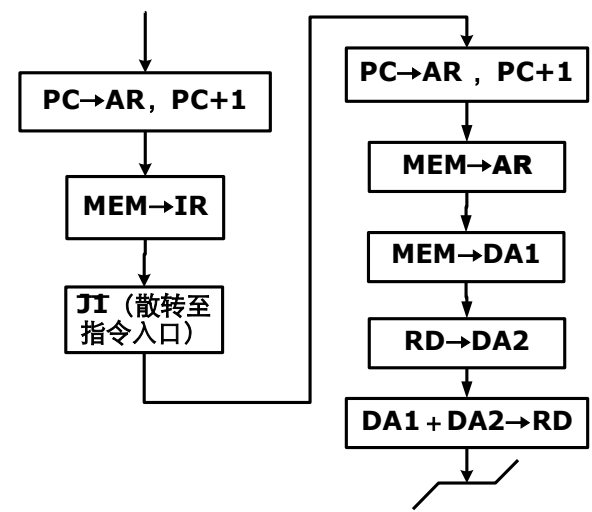 PC→AR，PC+1
MEM→IR
J1（散转至
指令入口）
PC→AR，PC+1
MEM→AR
MEM→DA1
RD→DA2
DA1+DA2→RD